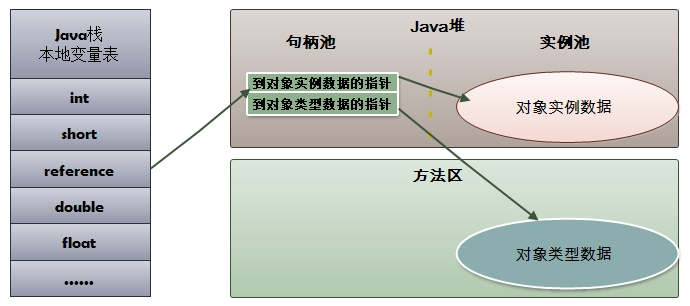 Java栈
本地变量表
int
short
reference
double
float
......
Java堆
句柄池
实例池
到对象实例数据的指针
到对象类型数据的指针
对象实例数据
方法区
对象类型数据